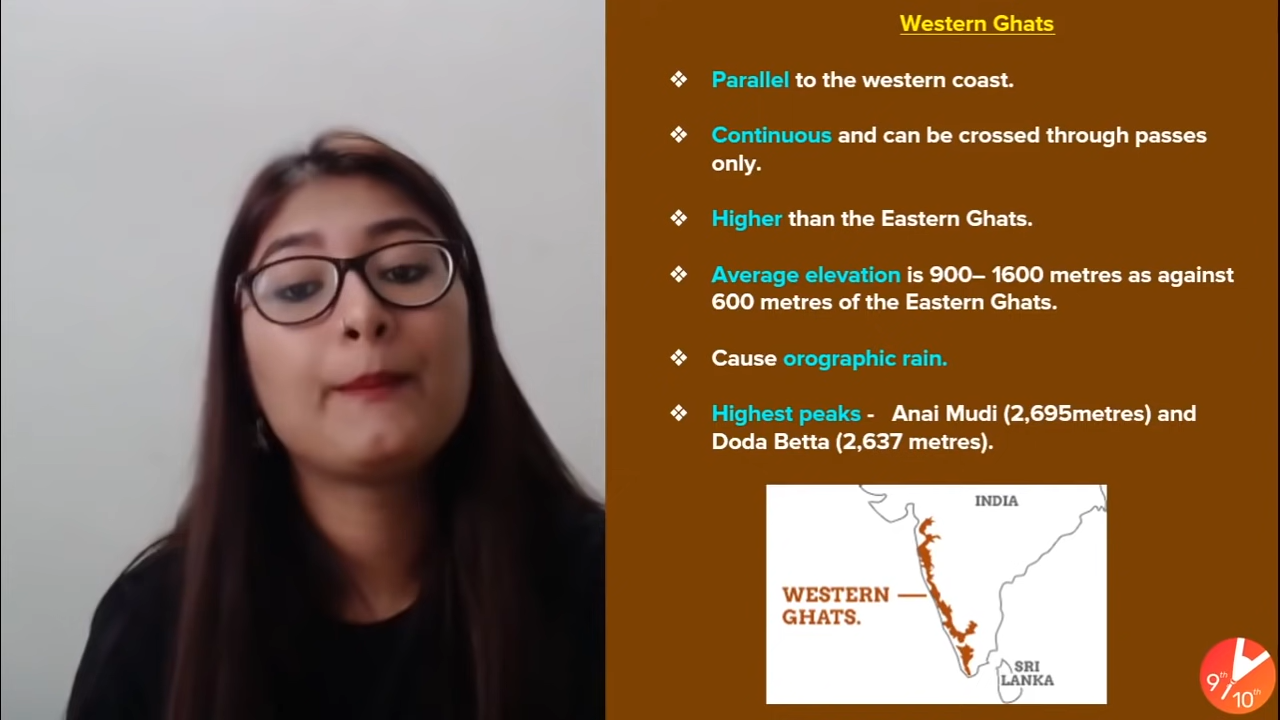 Western Ghats
❖ Parallel to the western coast.
❖ Continuous and can be crossed through passes
only.
❖ Higher than the Eastern Ghats.
❖ Average elevation is 900– 1600 metres as against
600 metres of the Eastern Ghats.
❖ Cause orographic rain.
❖ Highest peaks - Anai Mudi (2,695metres) and
Doda Betta (2,637 metres).
INDIA
WESTERN
GHATS.
SRI
LANKA
9th
10th